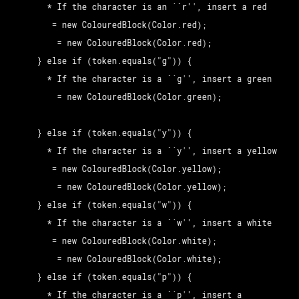 * If the character is an ``r'', insert a red
= new ColouredBlock(Color.red);
= new ColouredBlock(Color.red);
} else if (token.equals("g")) {
* If the character is a ``g'', insert a green
= new ColouredBlock(Color.green);
} else if (token.equals("y")) {
* If the character is a ``y'', insert a yellow
= new ColouredBlock(Color.yellow);
= new ColouredBlock(Color.yellow);
} else if (token.equals("w")) {
* If the character is a ``w'', insert a white
= new ColouredBlock(Color.white);
= new ColouredBlock(Color.white);
} else if (token.equals("p")) {
* If the character is a ``p'', insert a